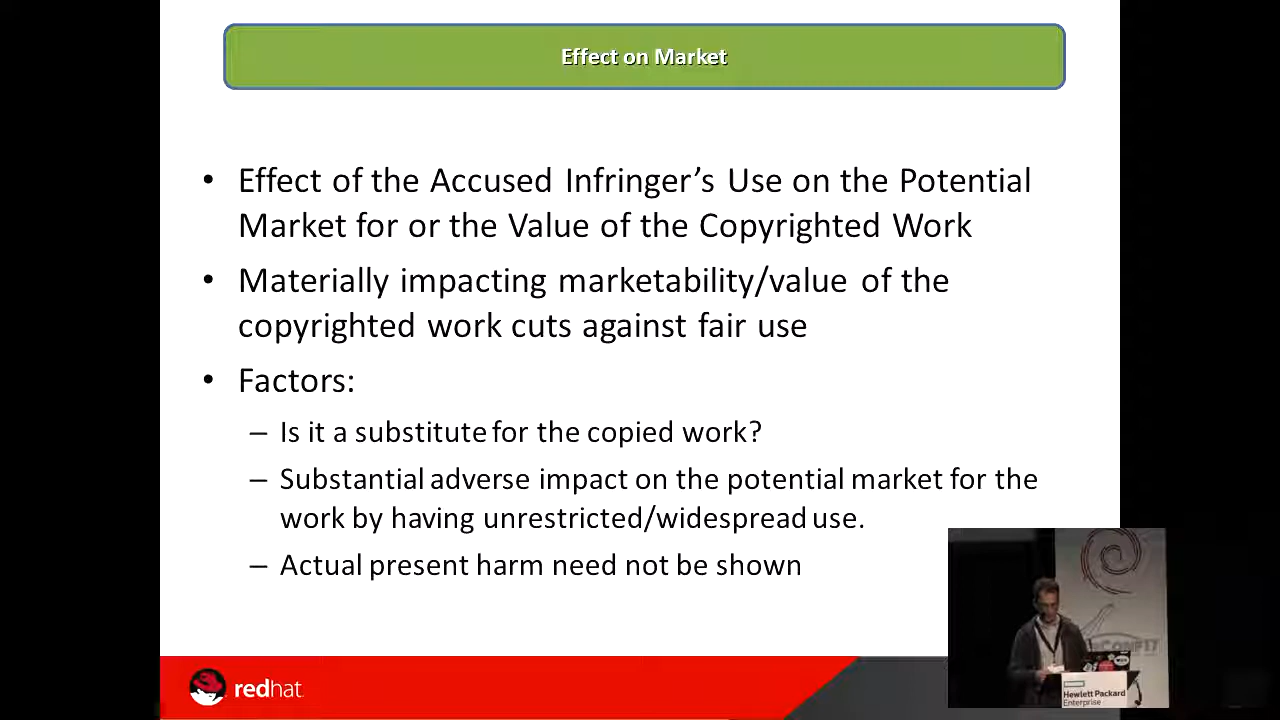 Effect on Market
• Effect of the Accused Infringer’s Use on the Potential
Market for or the Value of the Copyrighted Work
• Materially impacting marketability/value of the
copyrighted work cuts against fair use
• Factors:
– Is it a substitute for the copied work?
– Substantial adverse impact on the potential market for the
work by having unrestricted/widespread use.
– Actual present harm need not be shown
redhat
CONF17
Hewlett Packard
Enterprise